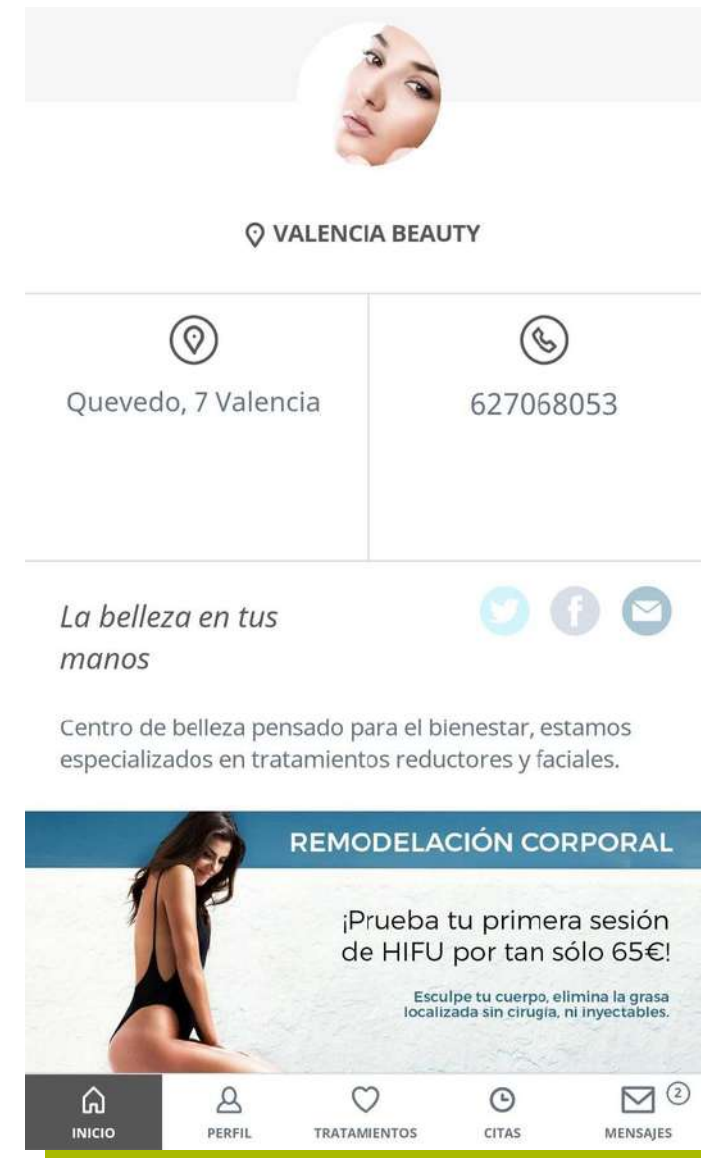 VALENCIA BEAUTY
Quevedo, 7 Valencia
627068053
La belleza en tus
manos
Centro de belleza pensado para el bienestar, estamos
especializados en tratamientos reductores y faciales.
REMODELACIÓN CORPORAL
¡Prueba tu primera sesión
de HIFU por tan sólo 65€!
Esculpe tu cuerpo, elimina la grasa
localizada sin cirugía, ni inyectables.
INICIO
PERFIL
TRATAMIENTOS
CITAS
MENSAJES
2